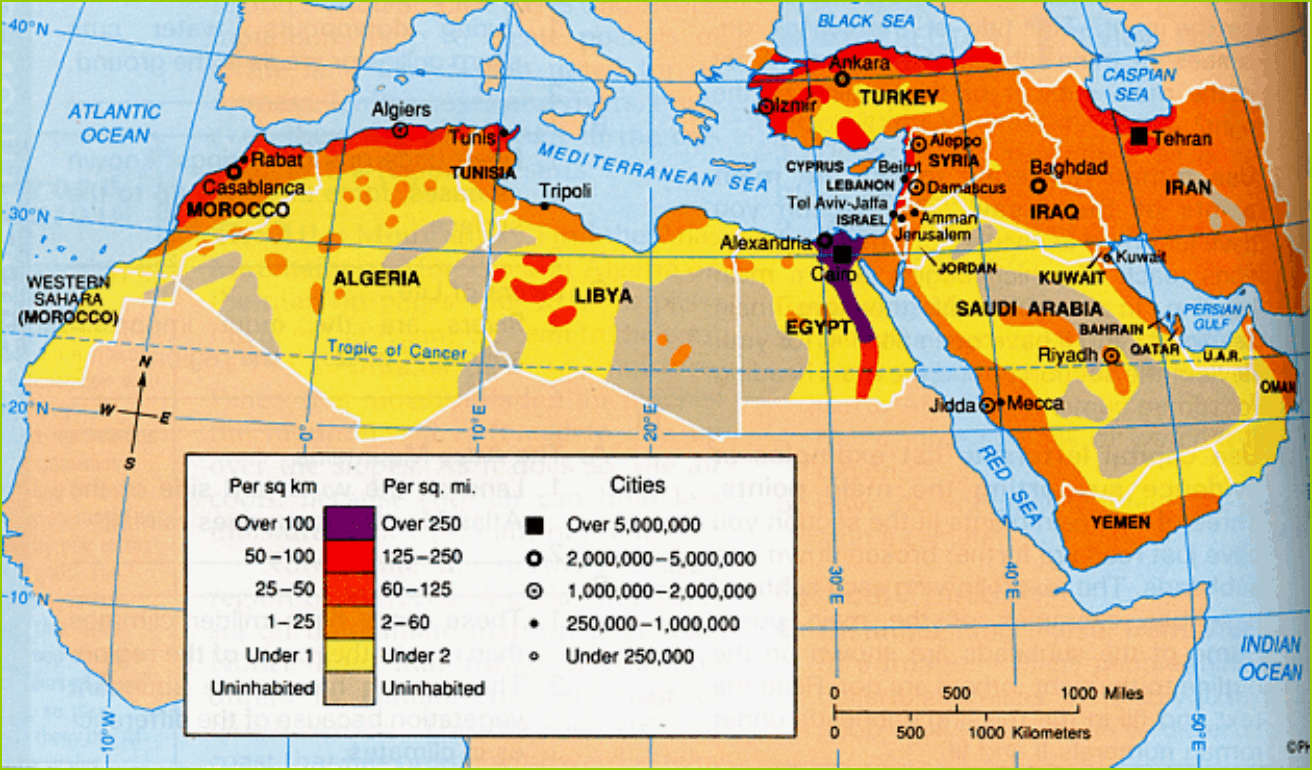 40°N
BLACK SEA
Ankara
CASPIAN
SEA
ATLANTIC
OCEAN
Algiers
Izmir
TURKEY
Tunis
Tehran
Rabat
MEDITERRANEAN SEA
CYPRUS
Beirut
Aleppo
SYRIA
Baghdad
Casablanca
TUNISIA
Tripoli
LEBANON
Damascus
IRAN
MOROCCO
Tel Aviv-Jaffa
IRAQ
30°N
ISRAEL
Amman
Jerusalem
Alexandria
Cairo
JORDAN
Kuwait
KUWAIT
WESTERN
SAHARA
(MOROCCO)
ALGERIA
LIBYA
EGYPT
SAUDI ARABIA
PERSIAN
GULF
BAHRAIN
QATAR
U.A.R.
Riyadh
Tropic of Cancer
OMAN
N
W
E
S
20°N
0°
10°E
20°E
Jidda
Mecca
RED SEA
YEMEN
Per sq km
Per sq. mi.
Cities
Over 100
Over 250
Over 5,000,000
50–100
125–250
2,000,000–5,000,000
25–50
60–125
1,000,000–2,000,000
1–25
2–60
250,000–1,000,000
Under 1
Under 2
Under 250,000
Uninhabited
Uninhabited
10°N
10°W
30°E
40°E
50°E
INDIAN
OCEAN
0 500 1000 Miles
0 500 1000 Kilometers